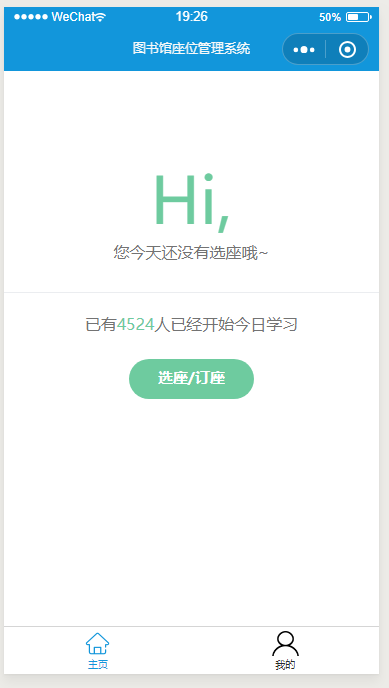 WeChat
19:26
50%
图书馆座位管理系统
Hi,
您今天还没有选座哦~
已有4524人已经开始今日学习
选座/订座
主页
我的